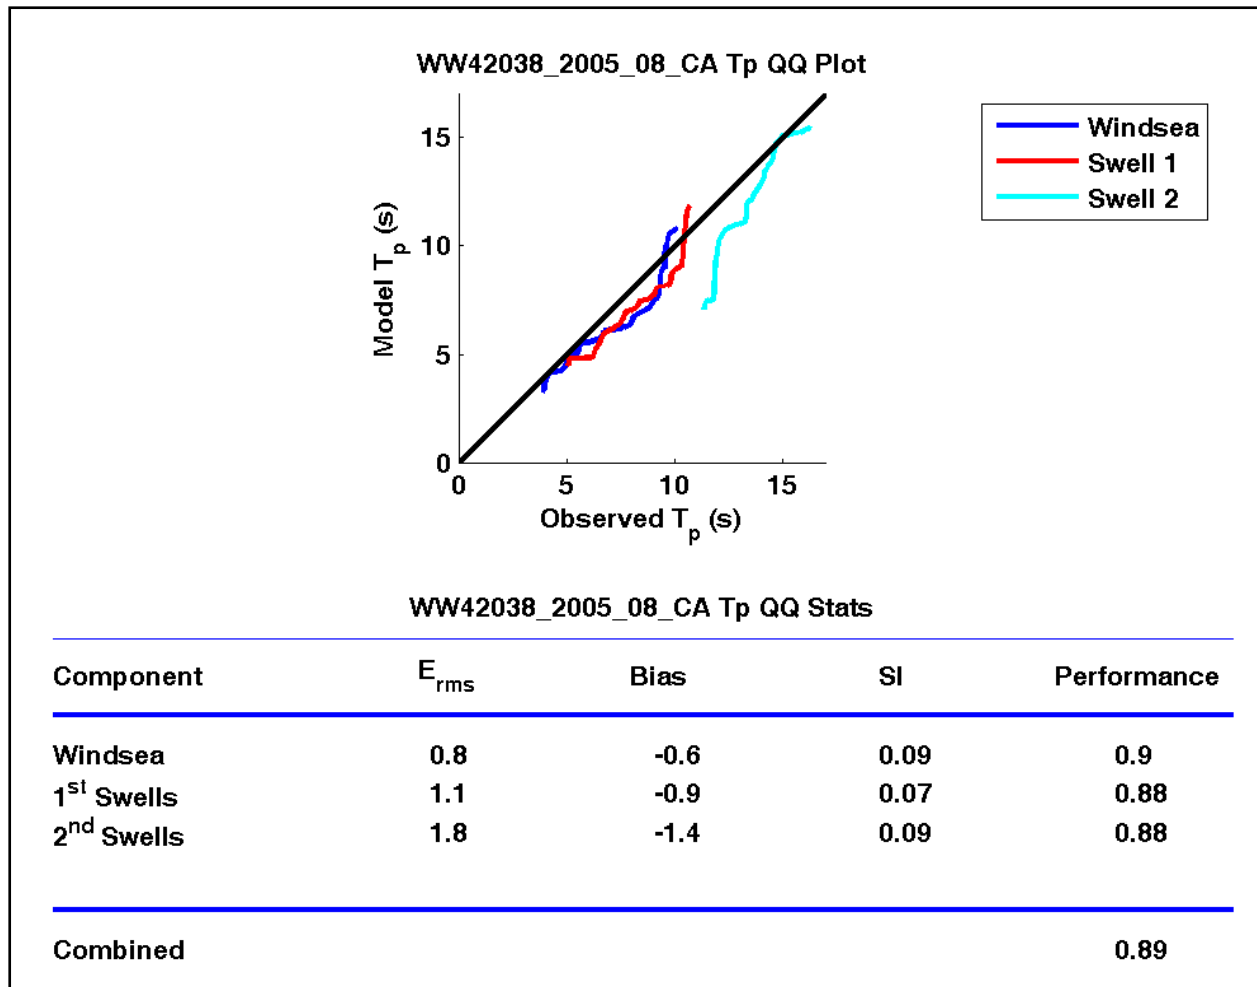 WW42038_2005_08_CA Tp QQ Plot
Windsea
Swell 1
Swell 2
Model Tp (s)
15
10
5
0
0 5 10 15
Observed Tp (s)
WW42038_2005_08_CA Tp QQ Stats
Component Erms Bias SI Performance
Windsea 0.8 -0.6 0.09 0.9
1st Swells 1.1 -0.9 0.07 0.88
2nd Swells 1.8 -1.4 0.09 0.88
Combined 0.89